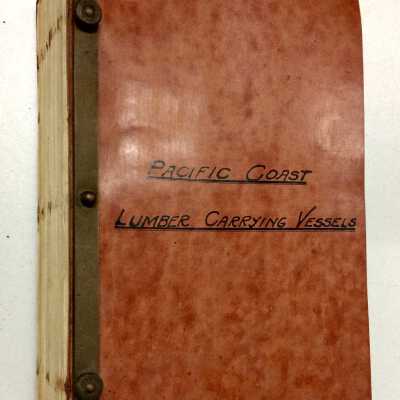 PACIFIC COAST
LUMBER CARRYING VESSELS